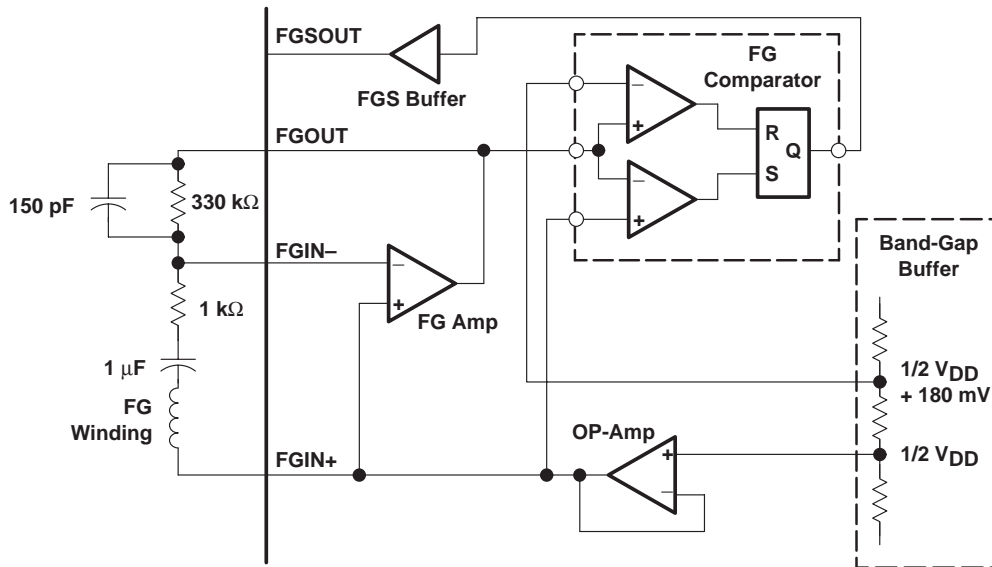 FGSOUT
FGS Buffer
FG
Comparator
−
+
−
+
R
S
Q
FGOUT
150 pF
330 kΩ
FGIN–
−
+
FG Amp
1 kΩ
1 µF
FG
Winding
FGIN+
OP-Amp
+
−
Band-Gap
Buffer
1/2 VDD
+ 180 mV
1/2 VDD